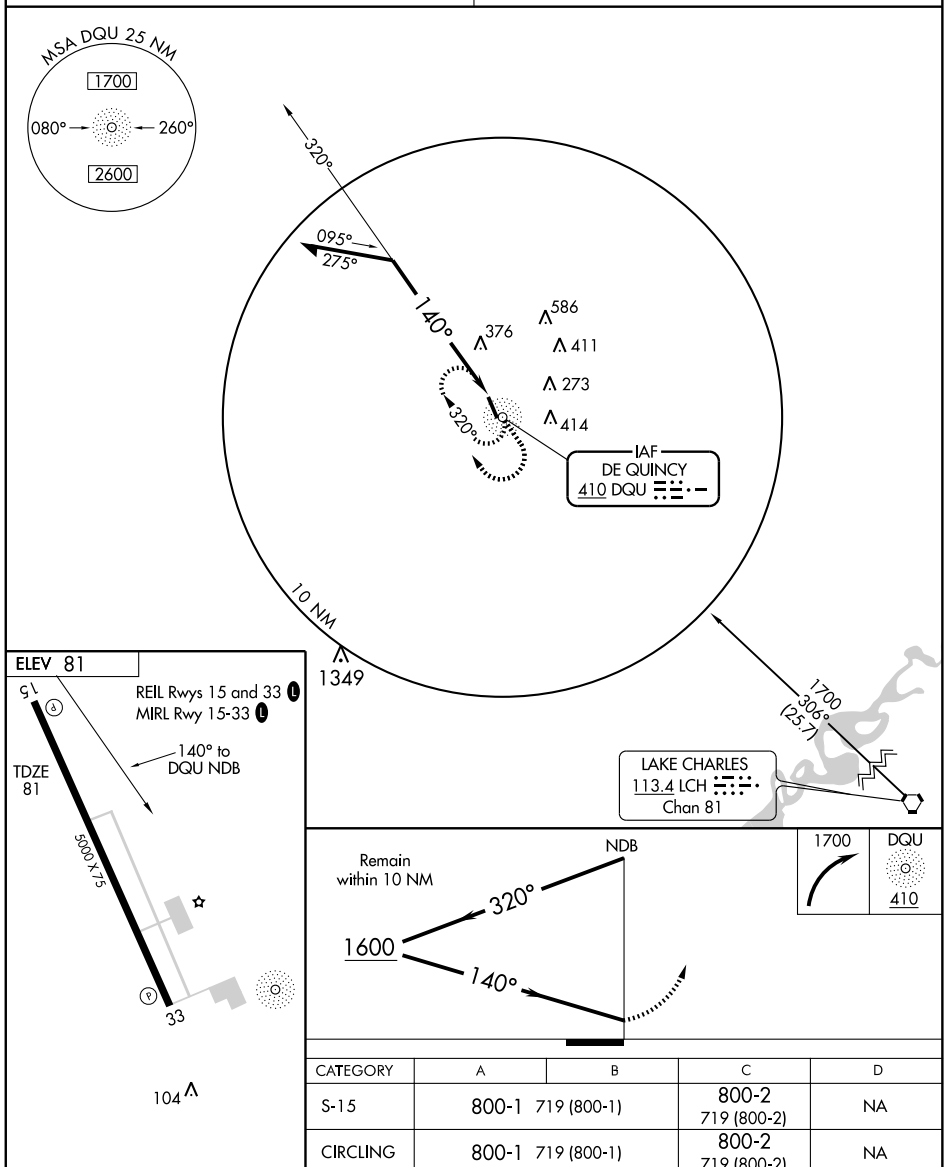 MSA DQU 25 NM
1700
080°
260°
2600
320°
095°
275°
140°
376
586
411
273
414
320°
IAF
DE QUINCY
410 DQU
10 NM
1349
1700
306°
(25.7)
LAKE CHARLES
113.4 LCH
Chan 81
ELEV 81
15
P
REIL Rwys 15 and 33 L
MIRL Rwy 15-33 L
140° to
DQU NDB
TDZE
81
5000 X 75
P
33
104
Remain
within 10 NM
NDB
320°
1600
140°
1700
DQU
410
CATEGORY A B C D
S-15 800-1 719 (800-1) 800-2 719 (800-2) NA
CIRCLING 800-1 719 (800-1) 800-2 719 (800-2) NA